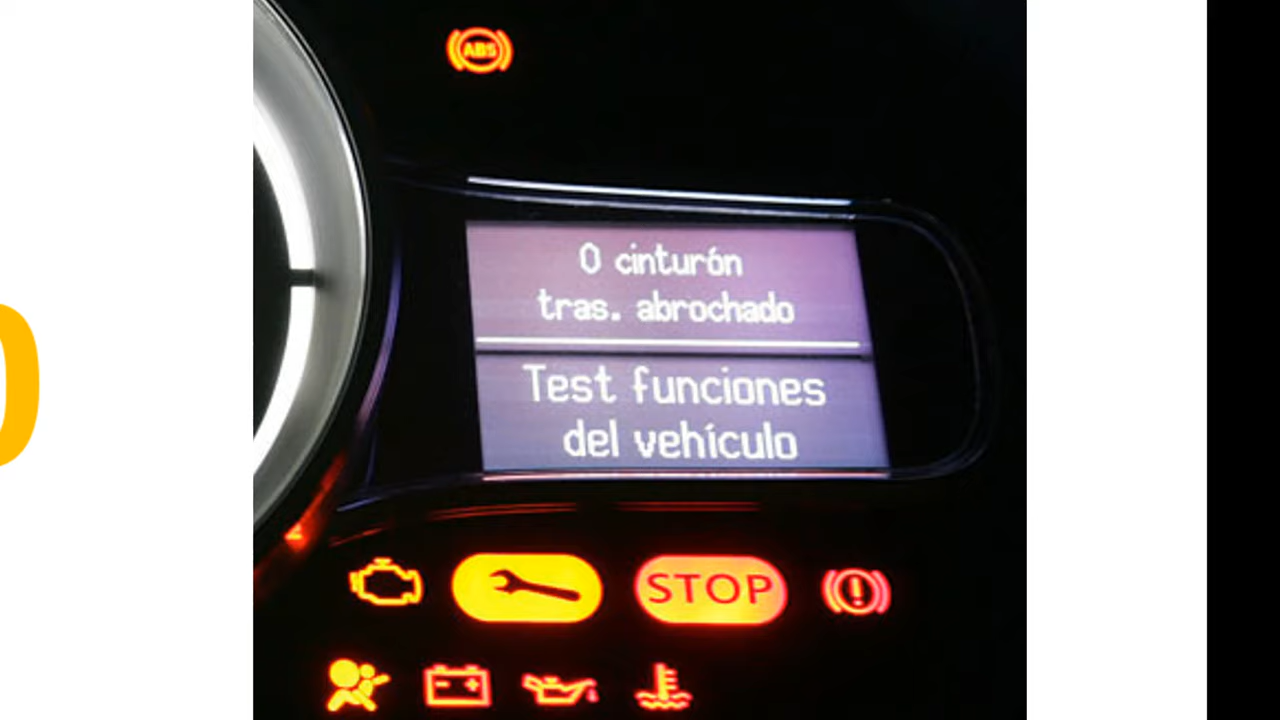 ABS
0 cinturón
tras. abrochado
Test funciones
del vehículo
STOP